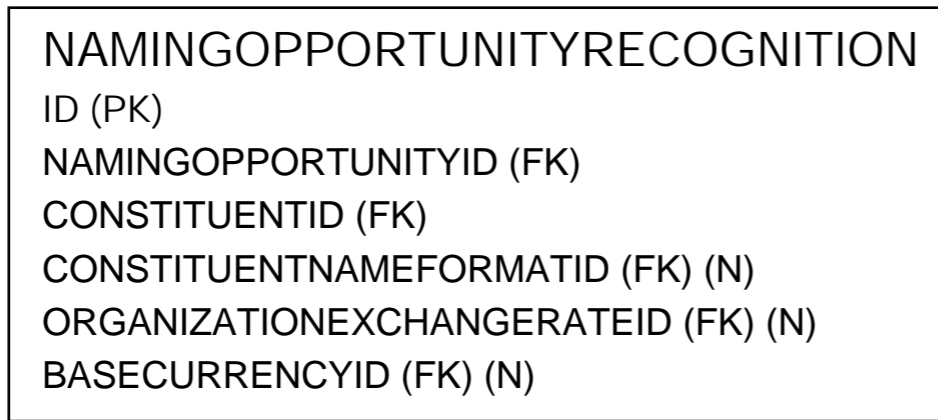 NAMINGOPPORTUNITYRECOGNITION
ID (PK)
NAMINGOPPORTUNITYID (FK)
CONSTITUENTID (FK)
CONSTITUENTNAMEFORMATID (FK) (N)
ORGANIZATIONEXCHANGERATEID (FK) (N)
BASECURRENCYID (FK) (N)